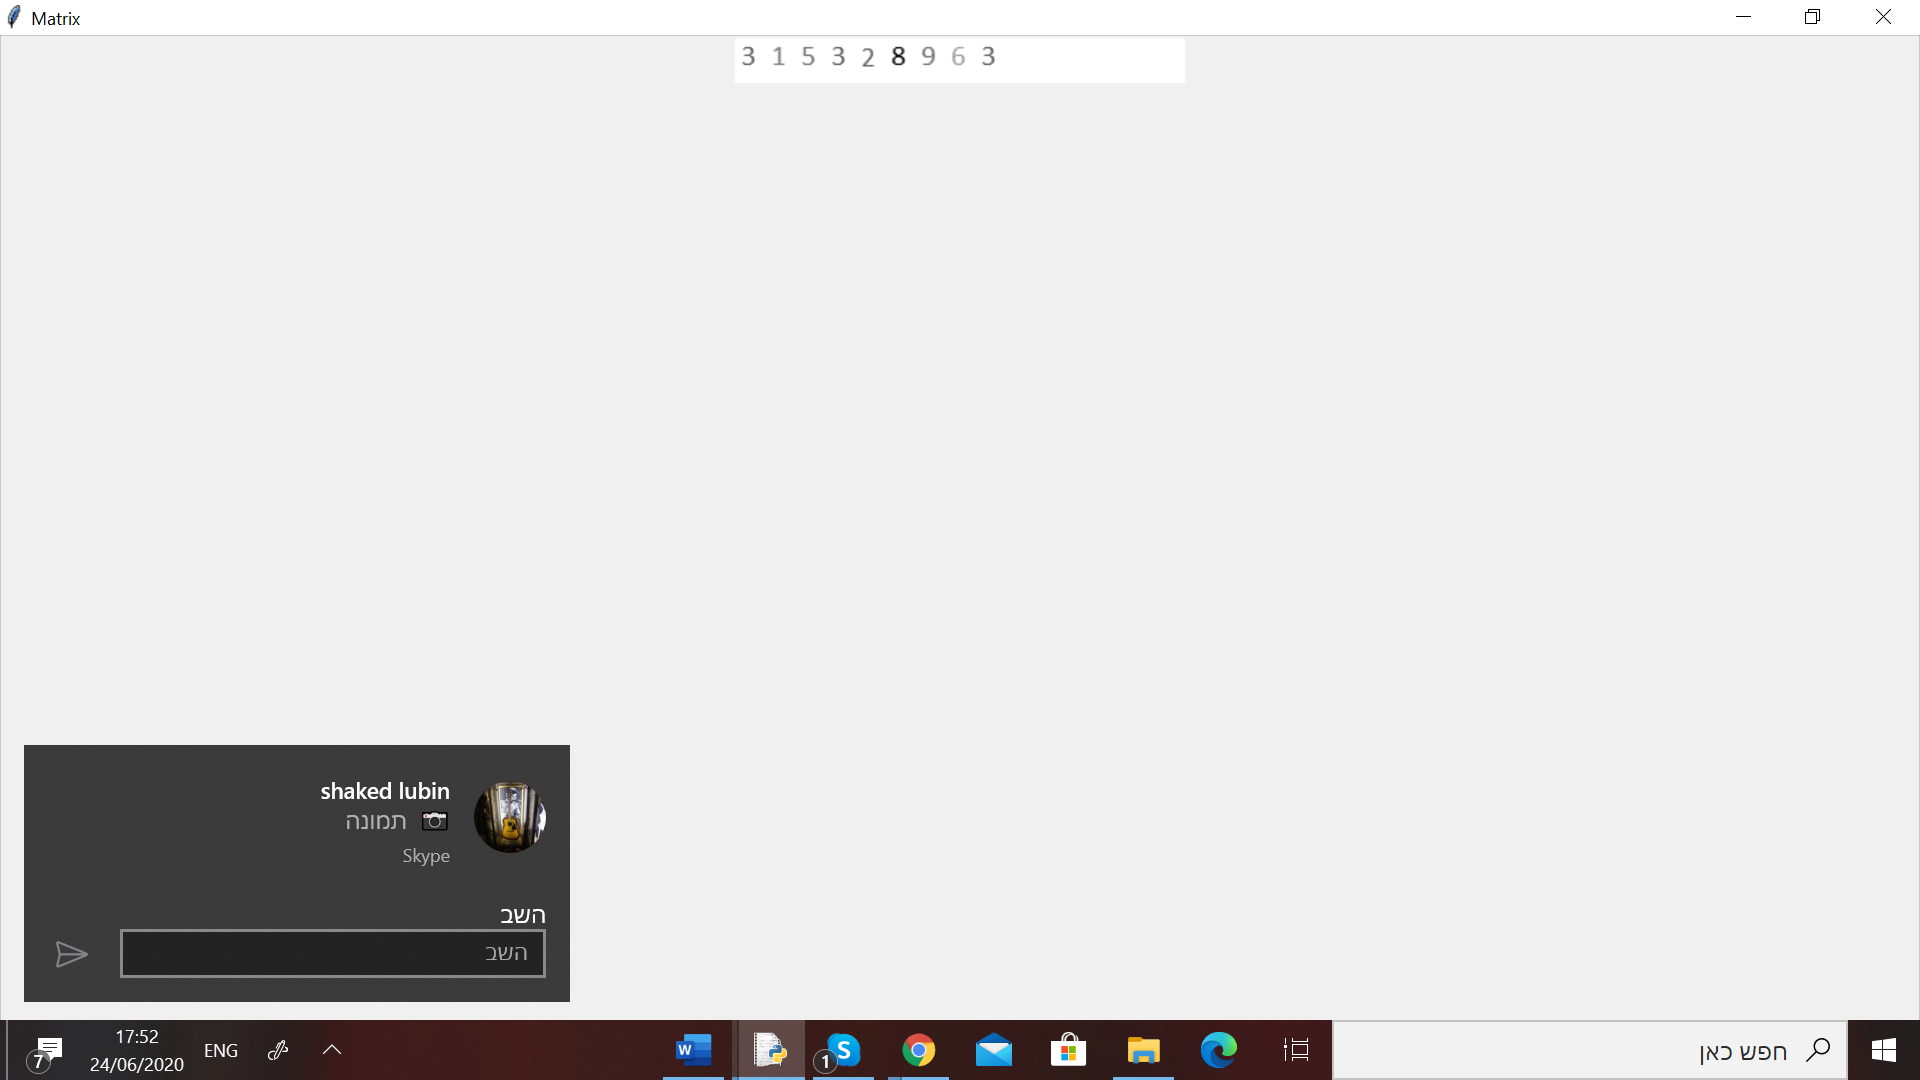 Matrix
3 1 5 3 2 8 9 6 3
shaked lubin
📷 תמונה
Skype
השב
השב
7
17:52
24/06/2020
ENG
1
חפש כאן